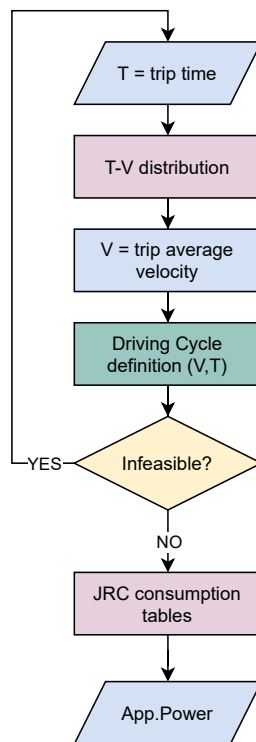 T = trip time
T-V distribution
V = trip average
velocity
Driving Cycle
definition (V,T)
Infeasible?
YES
NO
JRC consumption
tables
App.Power